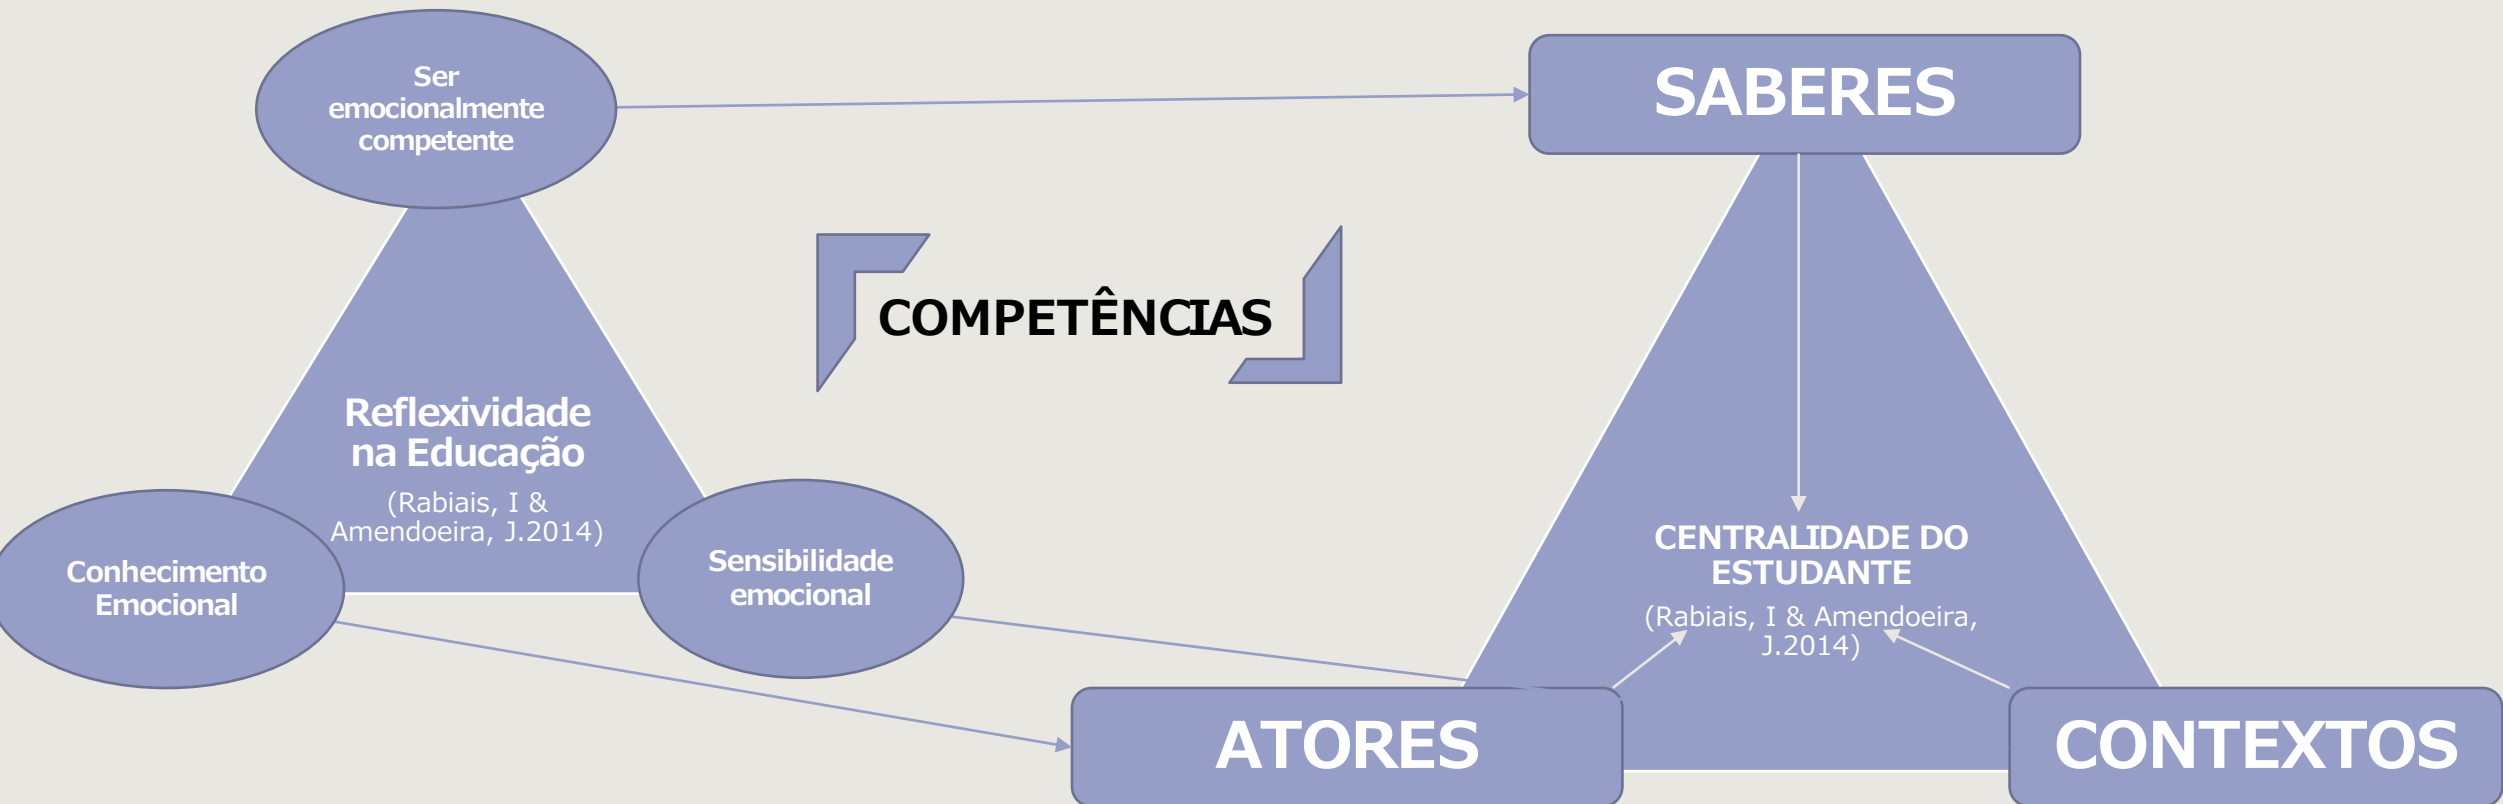 Ser
emocionalmente
competente
SABERES
COMPETÊNCIAS
Reflexividade
na Educação
(Rabiais, I &
Amendoeira, J.2014)
Conhecimento
Emocional
Sensibilidade
emocional
CENTRALIDADE DO
ESTUDANTE
(Rabiais, I & Amendoeira,
J.2014)
ATORES
CONTEXTOS